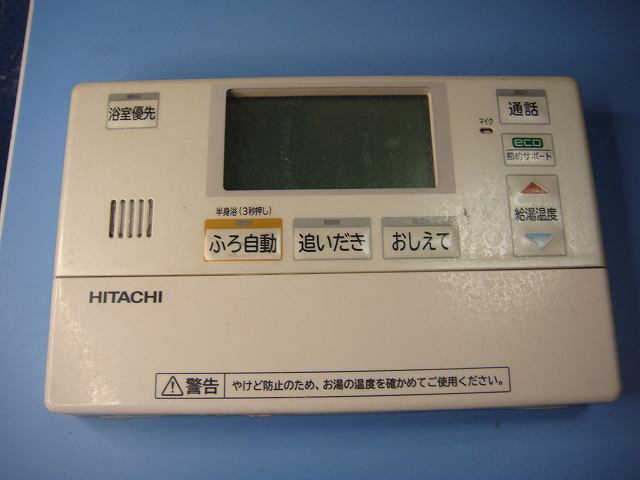 浴室優先
通話
マイク
eco
節約サポート
給湯温度
半身浴(3秒押し)
ふろ自動
追いだき
おしえて
HITACHI
警告 やけど防止のため、お湯の温度を確かめてご使用ください。